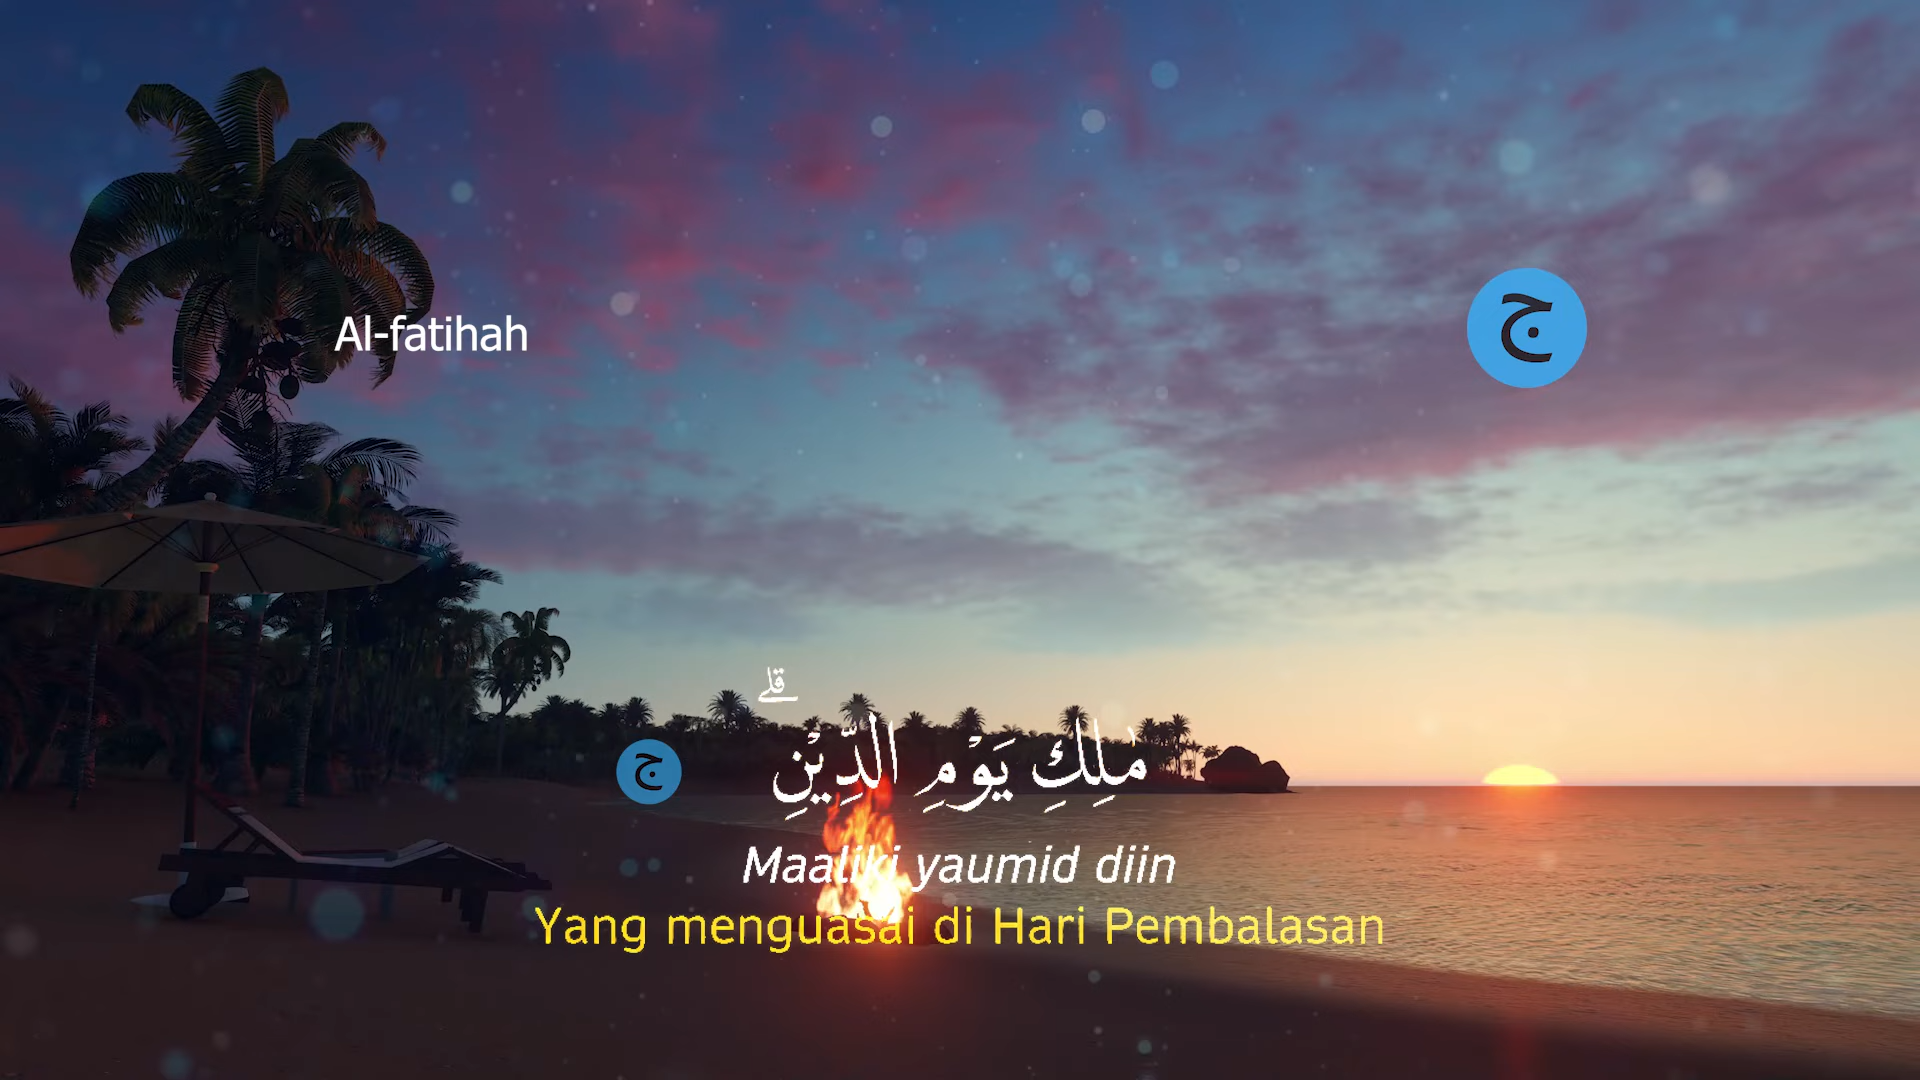 Al-fatihah
ج
قلے
مٰلِكِ يَوْمِ الدِّيْنِ
ج
Maaliki yaumid diin
Yang menguasai di Hari Pembalasan